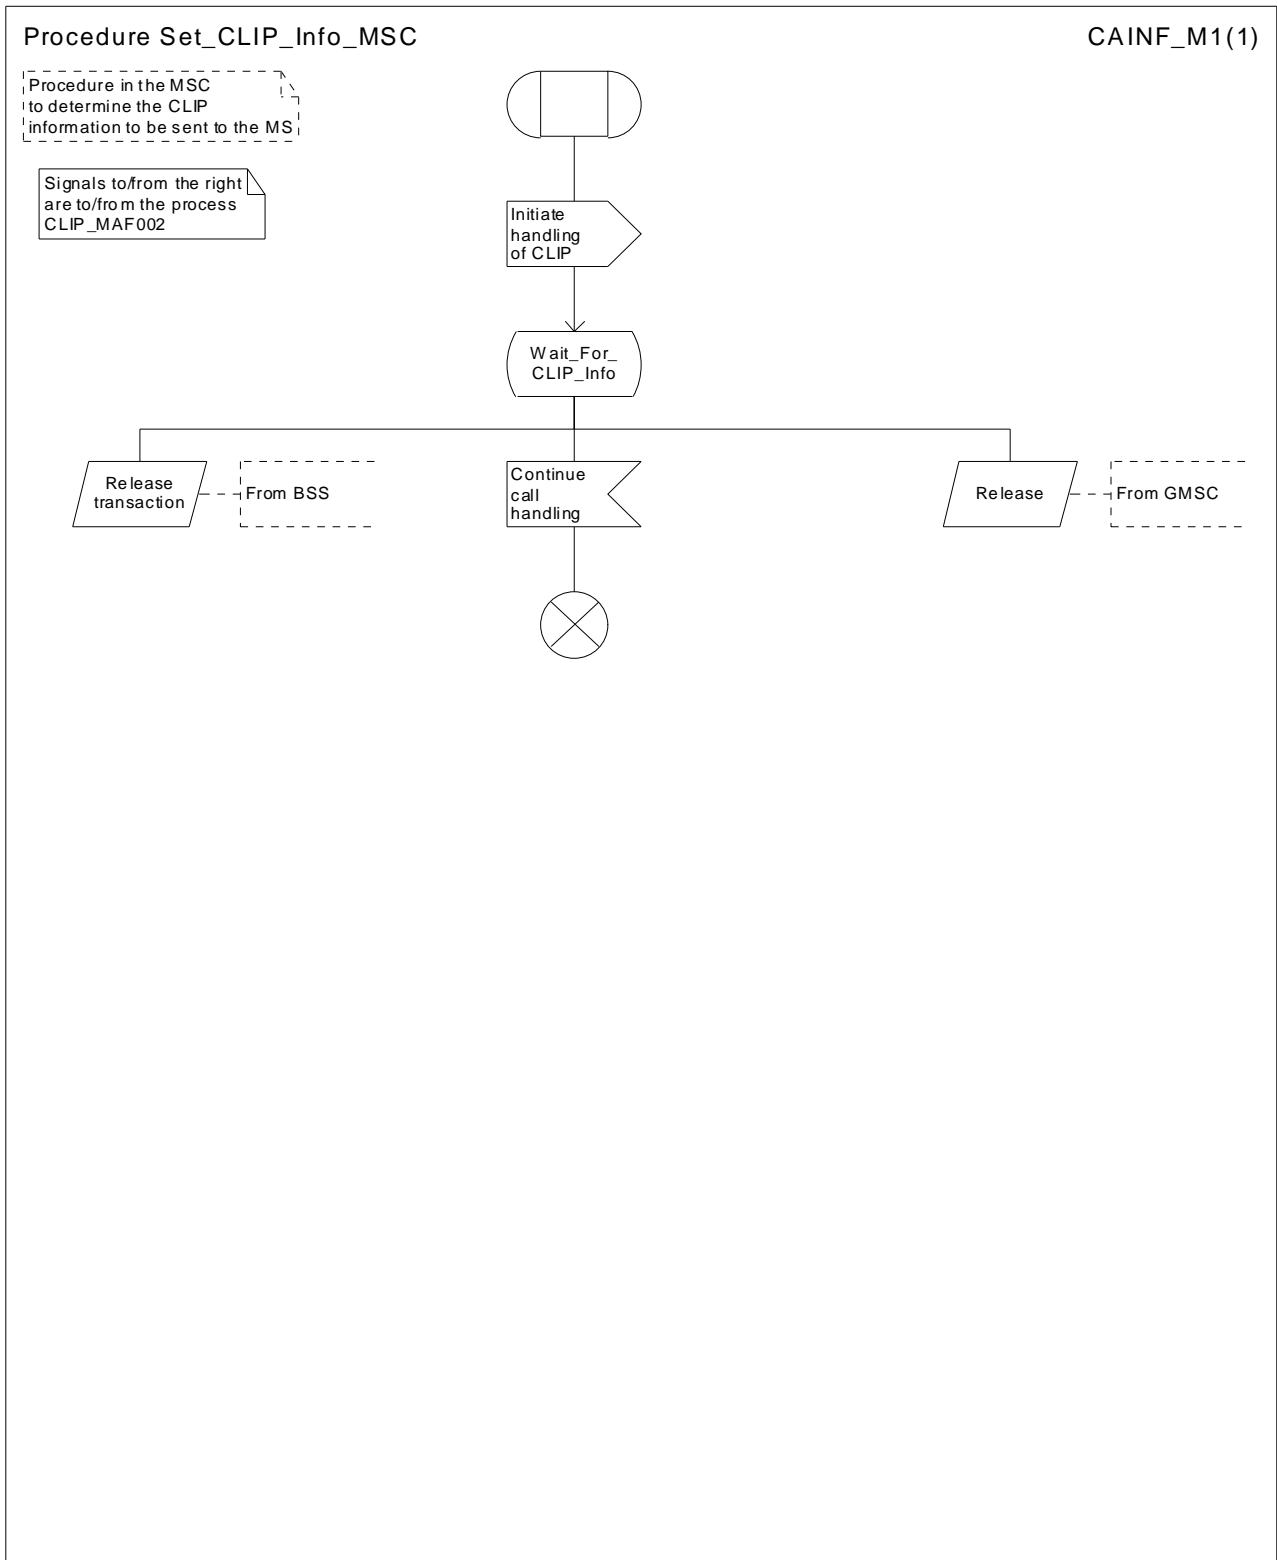 Procedure Set_CLIP_Info_MSC
CAINF_M1(1)
Procedure in the MSC
to determine the CLIP
information to be sent to the MS
Signals to/from the right
are to/from the process
CLIP_MAF002
Initiate
handling
of CLIP
Wait_For_
CLIP_Info
Release
transaction
From BSS
Continue
call
handling
Release
From GMSC